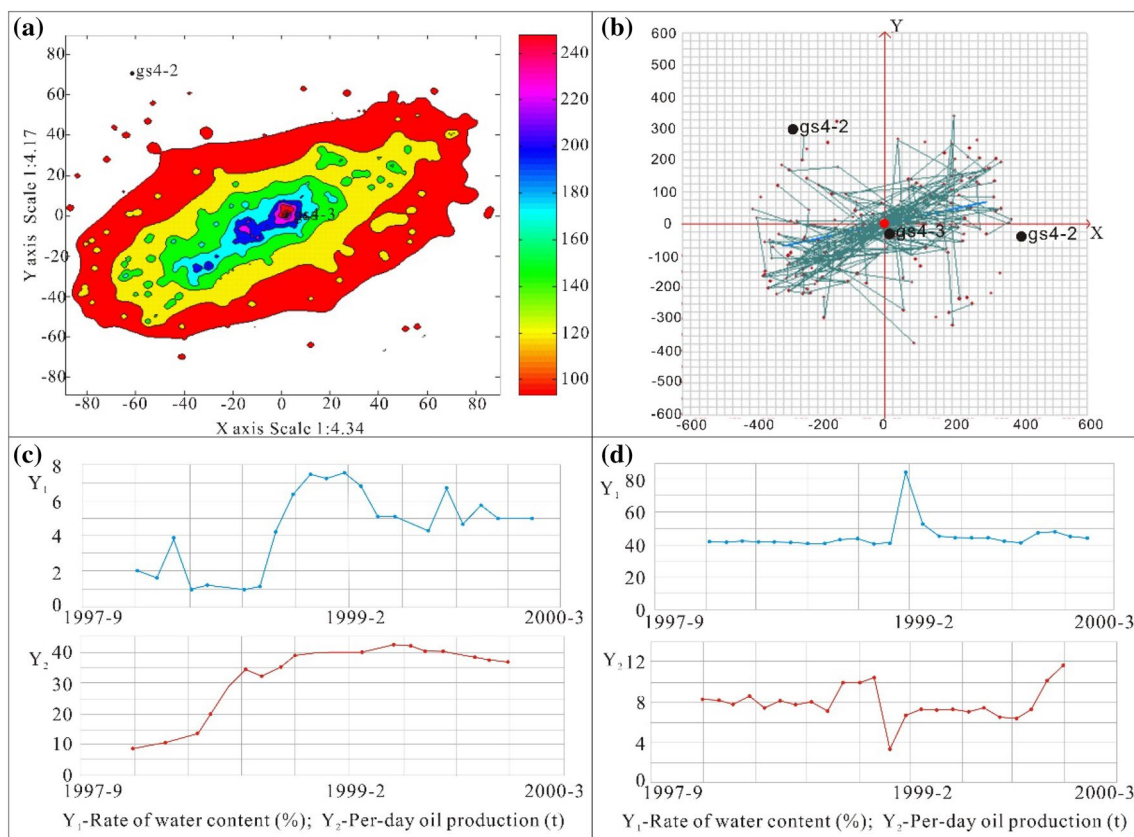 (a)
80
60
40
20
0
-20
-40
-60
-80
Y axis Scale 1:4.17
gs4-2
gs4-3
-80 -60 -40 -20 0 20 40 60 80
X axis Scale 1:4.34
240
220
200
180
160
140
120
100
(b)
Y
600
500
400
300
200
100
0
-100
-200
-300
-400
-500
-600
gs4-2
gs4-3
gs4-2
X
-600 -400 -200 0 200 400 600
(c)
8
Y1
6
4
2
0
1997-9 1999-2 2000-3
Y2
40
30
20
10
0
1997-9 1999-2 2000-3
Y1-Rate of water content (%); Y2-Per-day oil production (t)
(d)
80
Y1
60
40
20
0
1997-9 1999-2 2000-3
Y2
12
8
4
0
1997-9 1999-2 2000-3
Y1-Rate of water content (%); Y2-Per-day oil production (t)